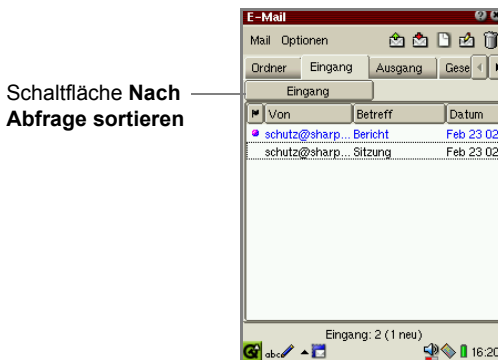 Schaltfläche Nach
Abfrage sortieren
E-Mail
Mail Optionen
Ordner Eingang Ausgang Gese
Eingang
Von Betreff Datum
schutz@sharp... Bericht Feb 23 02
schutz@sharp... Sitzung Feb 23 02
Eingang: 2 (1 neu)
abc 16:20